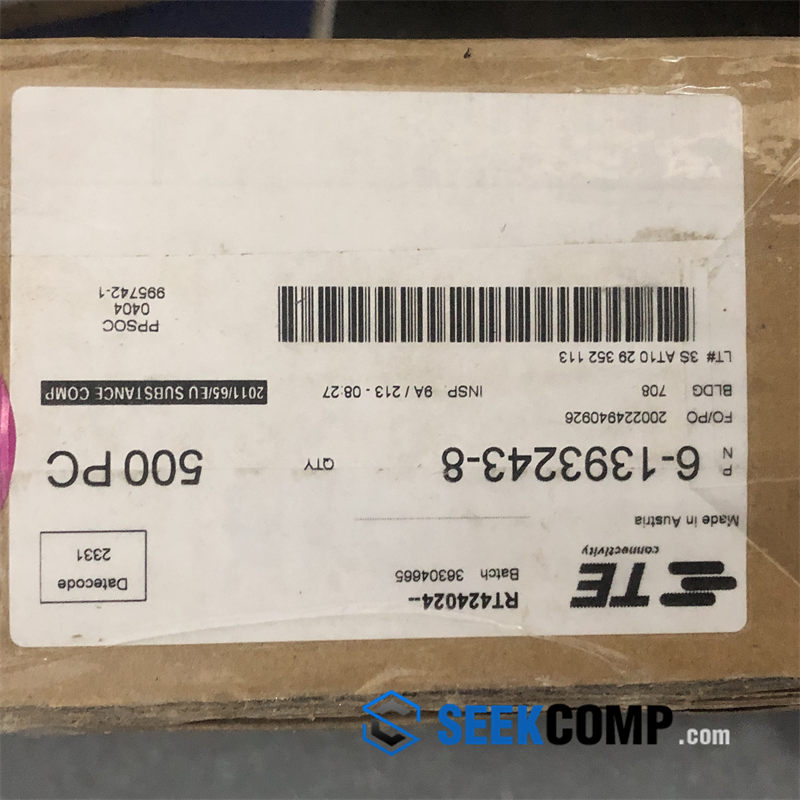 TE
connectivity
RT424024--
Batch 36304665
Datecode
2331
Made in Austria
P
N 6-1393243-8 QTY 500 PC
FO/PO 200224940926
BLDG 708 INSP. 9A / 213 - 08:27 2011/65/EU SUBSTANCE COMP
LT# 3S AT10 29 352 113
PPSOC
0404
995742-1
SEEKCOMP.com